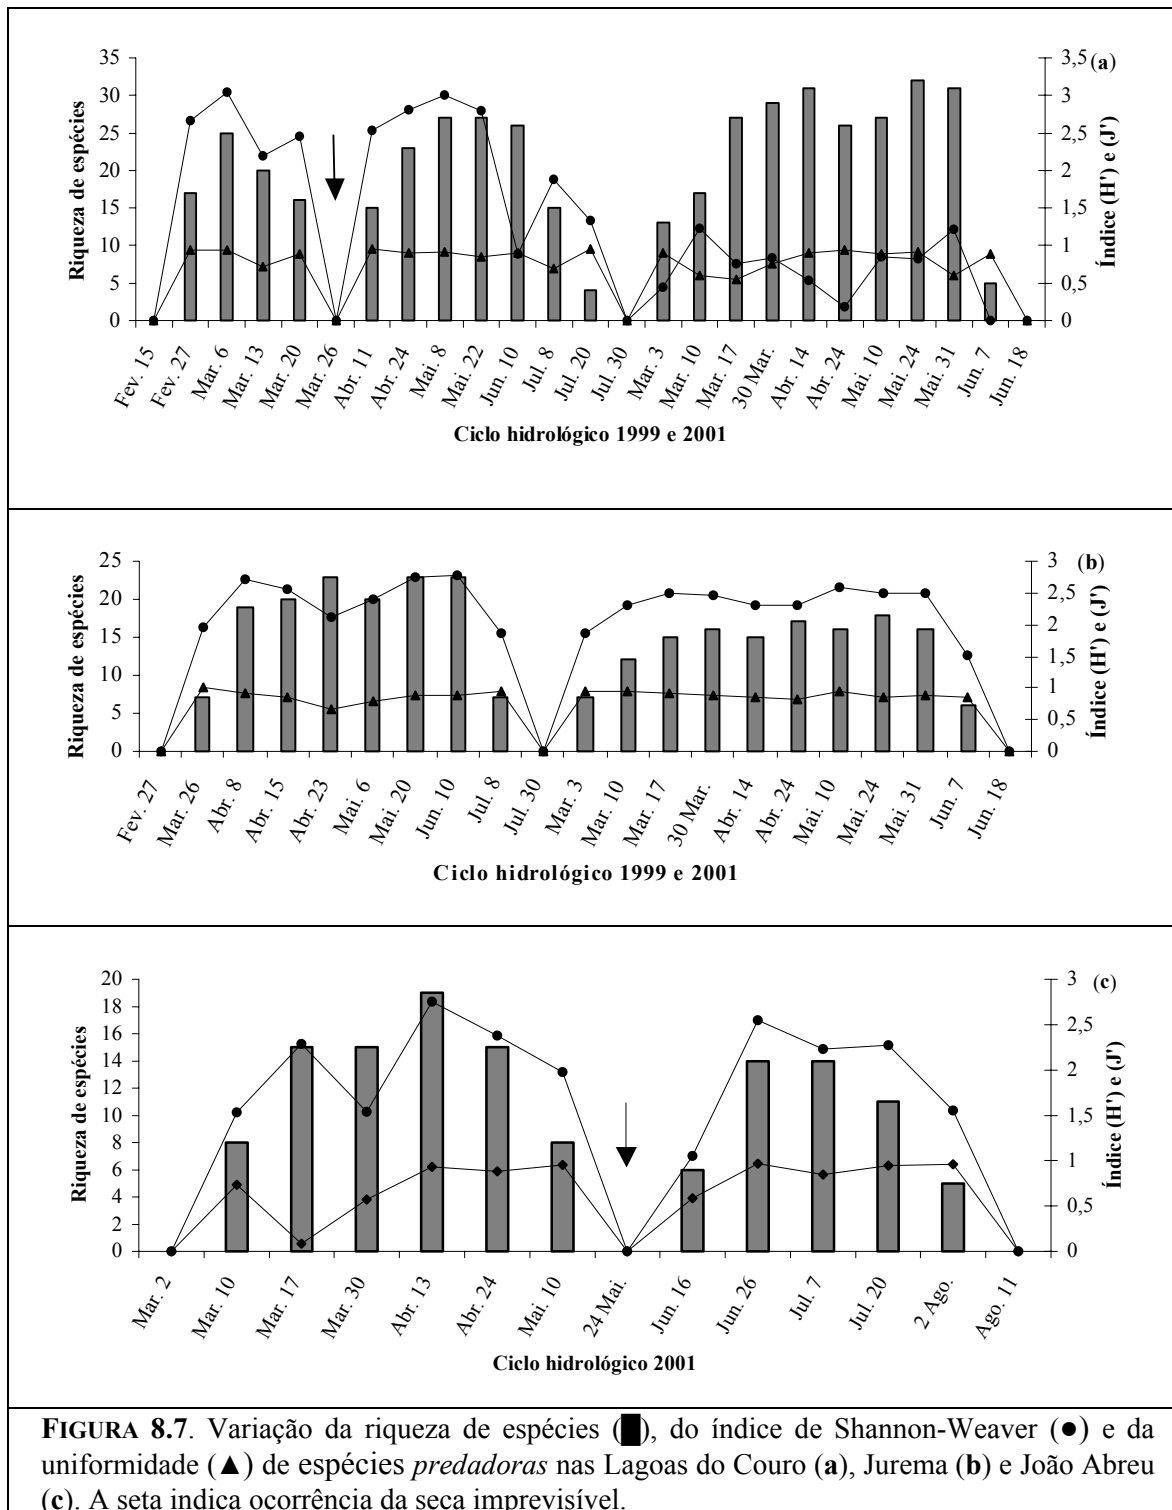 (a)
35
30
25
20
15
10
5
0
Riqueza de espécies
3,5
3
2,5
2
1,5
1
0,5
0
Índice (H') e (J')
Fev. 15
Fev. 27
Mar. 6
Mar. 13
Mar. 20
Mar. 26
Abr. 11
Abr. 24
Mai. 8
Mai. 22
Jun. 10
Jul. 8
Jul. 20
Jul. 30
Mar. 3
Mar. 10
Mar. 17
30 Mar.
Abr. 14
Abr. 24
Mai. 10
Mai. 24
Mai. 31
Jun. 7
Jun. 18
Ciclo hidrológico 1999 e 2001
(b)
25
20
15
10
5
0
Riqueza de espécies
3
2,5
2
1,5
1
0,5
0
Índice (H') e (J')
Fev. 27
Mar. 26
Abr. 8
Abr. 15
Abr. 23
Mai. 6
Mai. 20
Jun. 10
Jul. 8
Jul. 30
Mar. 3
Mar. 10
Mar. 17
30 Mar.
Abr. 14
Abr. 24
Mai. 10
Mai. 24
Mai. 31
Jun. 7
Jun. 18
Ciclo hidrológico 1999 e 2001
(c)
20
18
16
14
12
10
8
6
4
2
0
Riqueza de espécies
3
2,5
2
1,5
1
0,5
0
Índice (H') e (J')
Mar. 2
Mar. 10
Mar. 17
Mar. 30
Abr. 13
Abr. 24
Mai. 10
24 Mai.
Jun. 16
Jun. 26
Jul. 7
Jul. 20
2 Ago.
Ago. 11
Ciclo hidrológico 2001
FIGURA 8.7. Variação da riqueza de espécies (█), do índice de Shannon-Weaver (●) e da
uniformidade (▲) de espécies predadoras nas Lagoas do Couro (a), Jurema (b) e João Abreu
(c). A seta indica ocorrência da seca imprevisível.